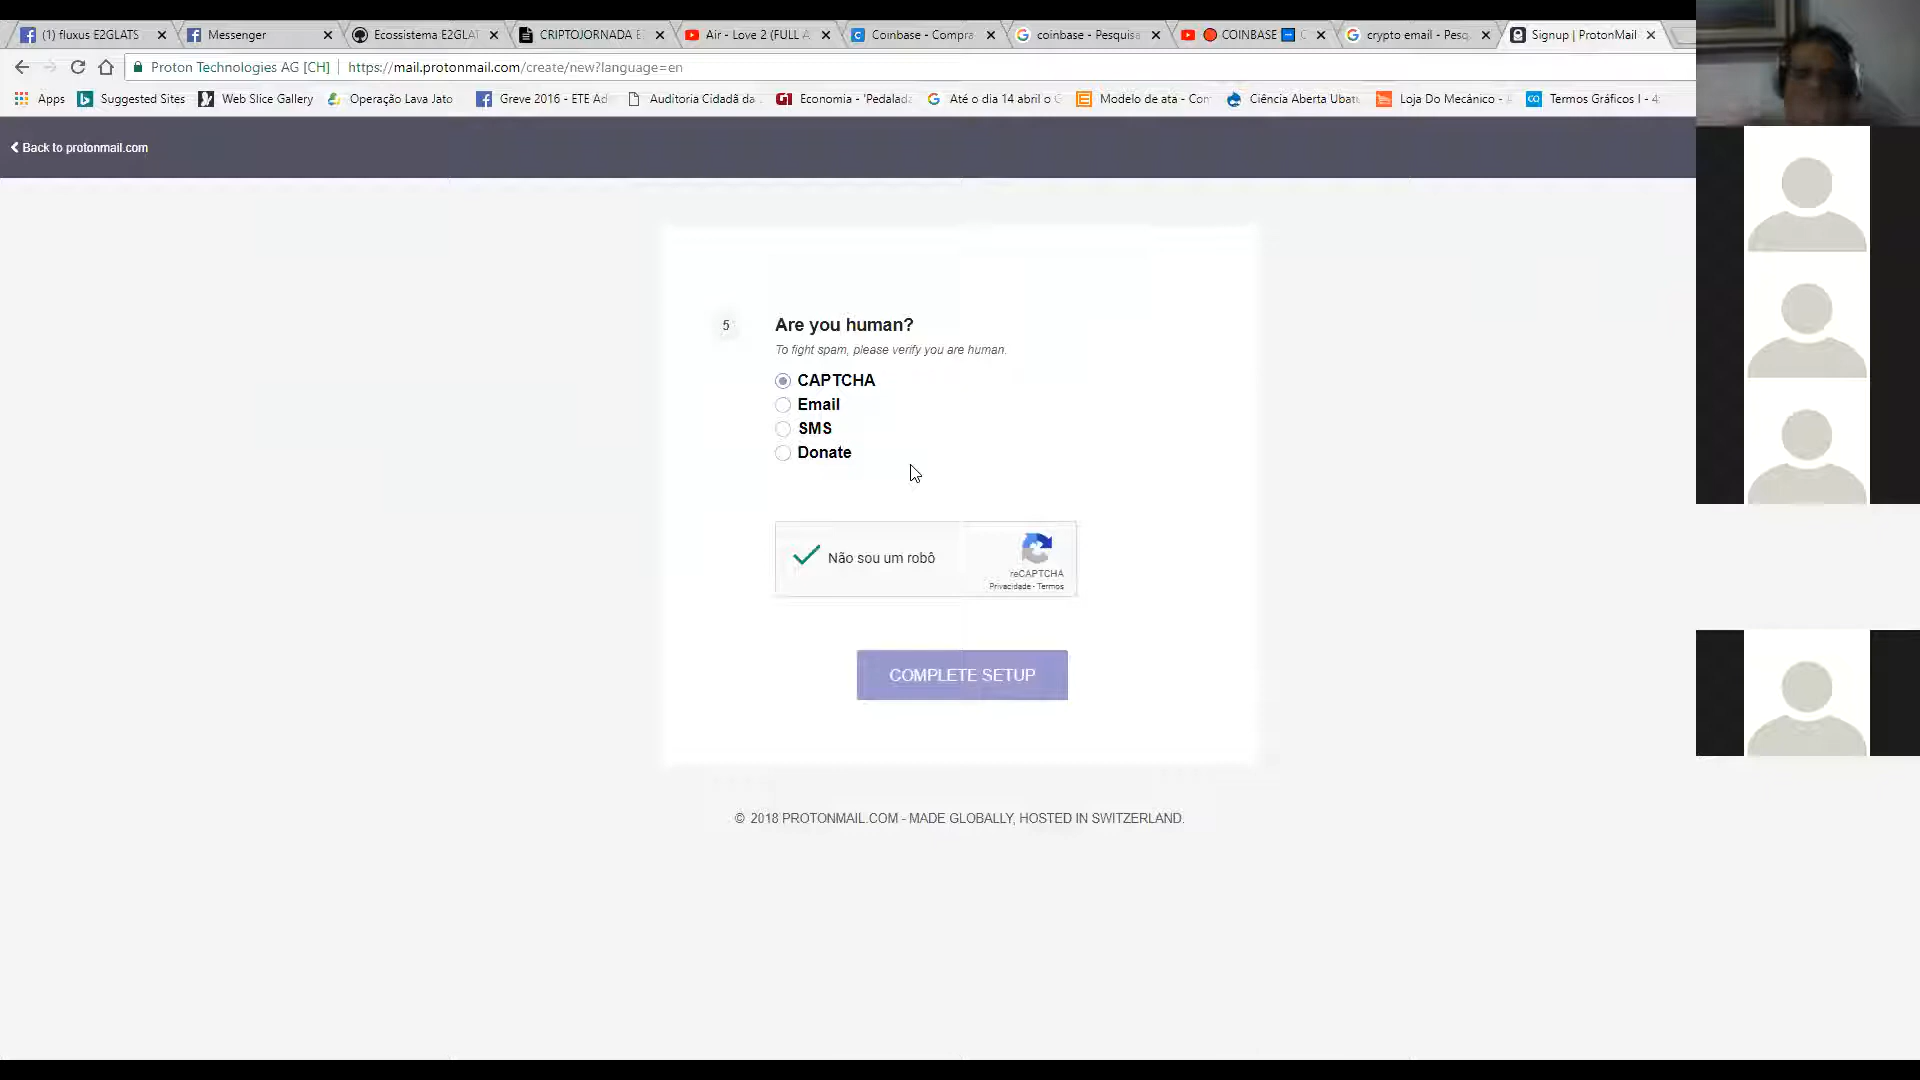 (1) fluxus E2GLATS
Messenger
Ecossistema E2GLAT
CRIPTOJORNADA E
Air - Love 2 (FULL A
Coinbase - Compra
coinbase - Pesquisa
COINBASE
crypto email - Pesq
Signup | ProtonMail
Proton Technologies AG [CH]
https://mail.protonmail.com/create/new?language=en
Apps
Suggested Sites
Web Slice Gallery
Operação Lava Jato
Greve 2016 - ETE Ad
Auditoria Cidadã da
Economia - 'Pedalad
Até o dia 14 abril o C
Modelo de ata - Con
Ciência Aberta Ubat
Loja Do Mecânico -
Termos Gráficos I - 4
Back to protonmail.com
5
Are you human?
To fight spam, please verify you are human.
CAPTCHA
Email
SMS
Donate
Não sou um robô
reCAPTCHA
Privacidade - Termos
COMPLETE SETUP
© 2018 PROTONMAIL.COM - MADE GLOBALLY, HOSTED IN SWITZERLAND.